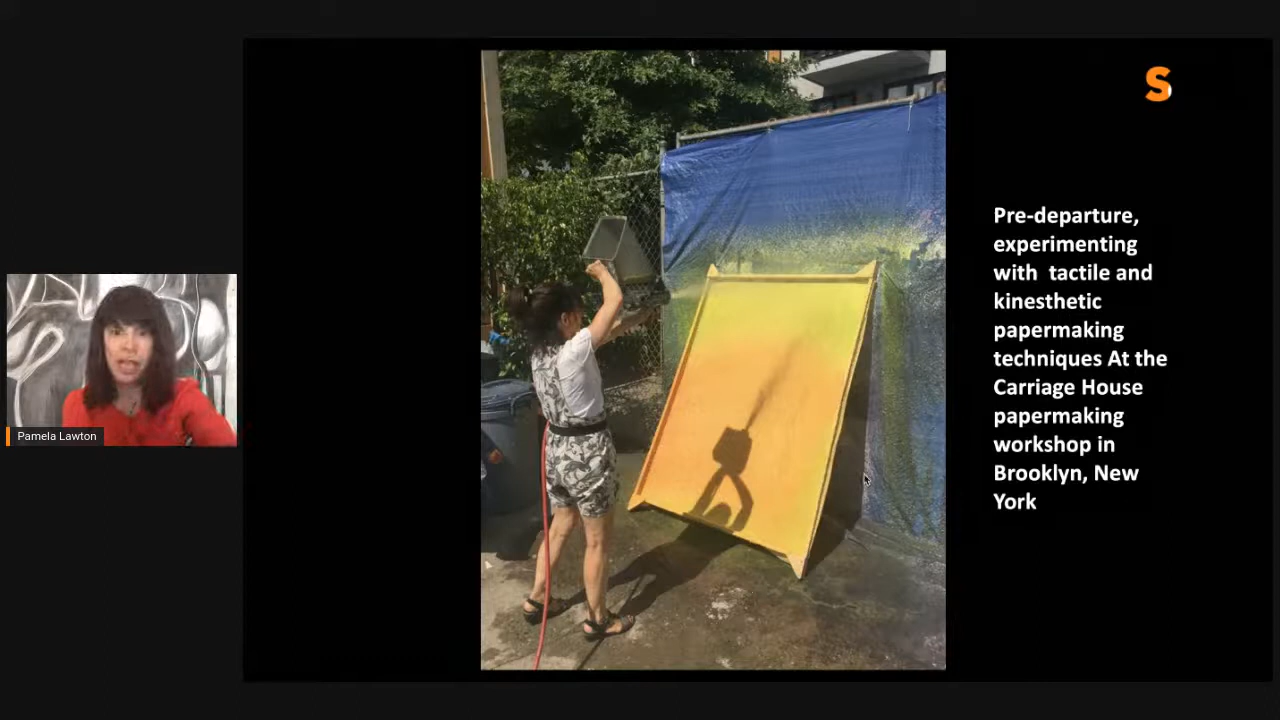 S
Pre-departure,
experimenting
with tactile and
kinesthetic
papermaking
techniques At the
Carriage House
papermaking
workshop in
Brooklyn, New
York
Pamela Lawton